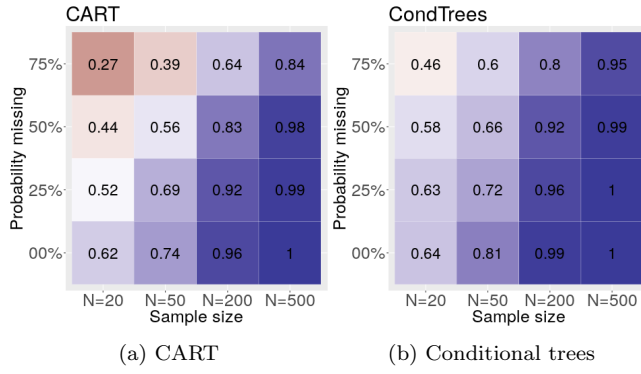 CART
Probability missing
75%
0.27 0.39 0.64 0.84
50%
0.44 0.56 0.83 0.98
25%
0.52 0.69 0.92 0.99
00%
0.62 0.74 0.96 1
N=20 N=50 N=200 N=500
Sample size
(a) CART
CondTrees
Probability missing
75%
0.46 0.6 0.8 0.95
50%
0.58 0.66 0.92 0.99
25%
0.63 0.72 0.96 1
00%
0.64 0.81 0.99 1
N=20 N=50 N=200 N=500
Sample size
(b) Conditional trees